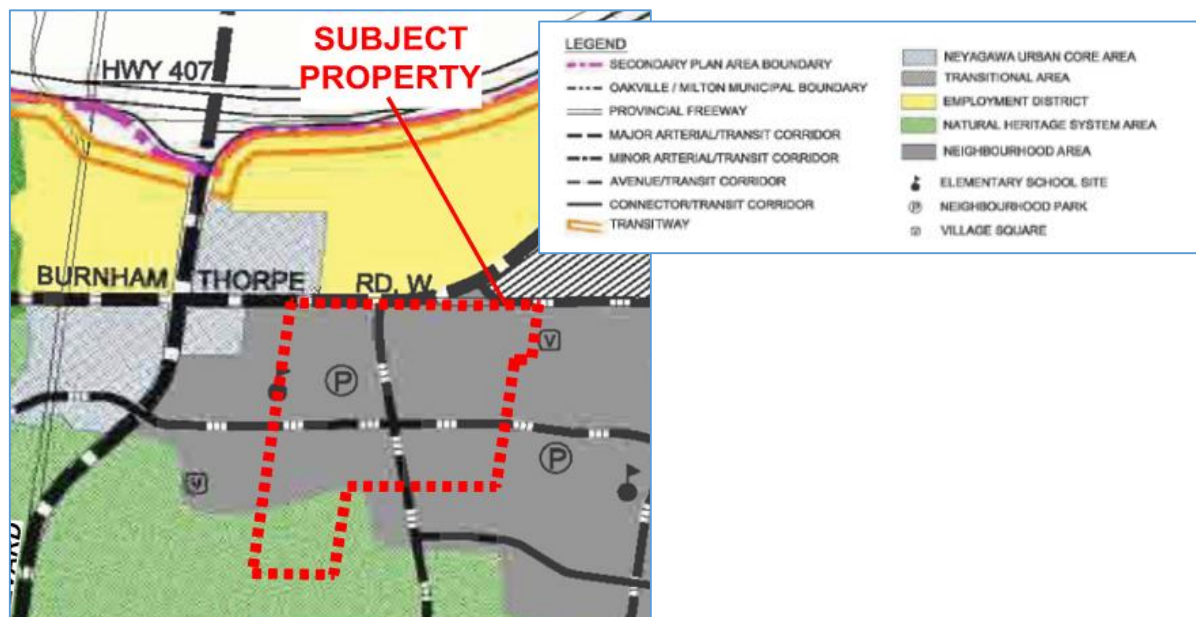 SUBJECT
PROPERTY
HWY 407
BURNHAM THORPE RD. W.
P
V
P
V
LEGEND
SECONDARY PLAN AREA BOUNDARY
OAKVILLE / MILTON MUNICIPAL BOUNDARY
PROVINCIAL FREEWAY
MAJOR ARTERIAL/TRANSIT CORRIDOR
MINOR ARTERIAL/TRANSIT CORRIDOR
AVENUE/TRANSIT CORRIDOR
CONNECTOR/TRANSIT CORRIDOR
TRANSITWAY
NEYAGAWA URBAN CORE AREA
TRANSITIONAL AREA
EMPLOYMENT DISTRICT
NATURAL HERITAGE SYSTEM AREA
NEIGHBOURHOOD AREA
ELEMENTARY SCHOOL SITE
P NEIGHBOURHOOD PARK
VILLAGE SQUARE